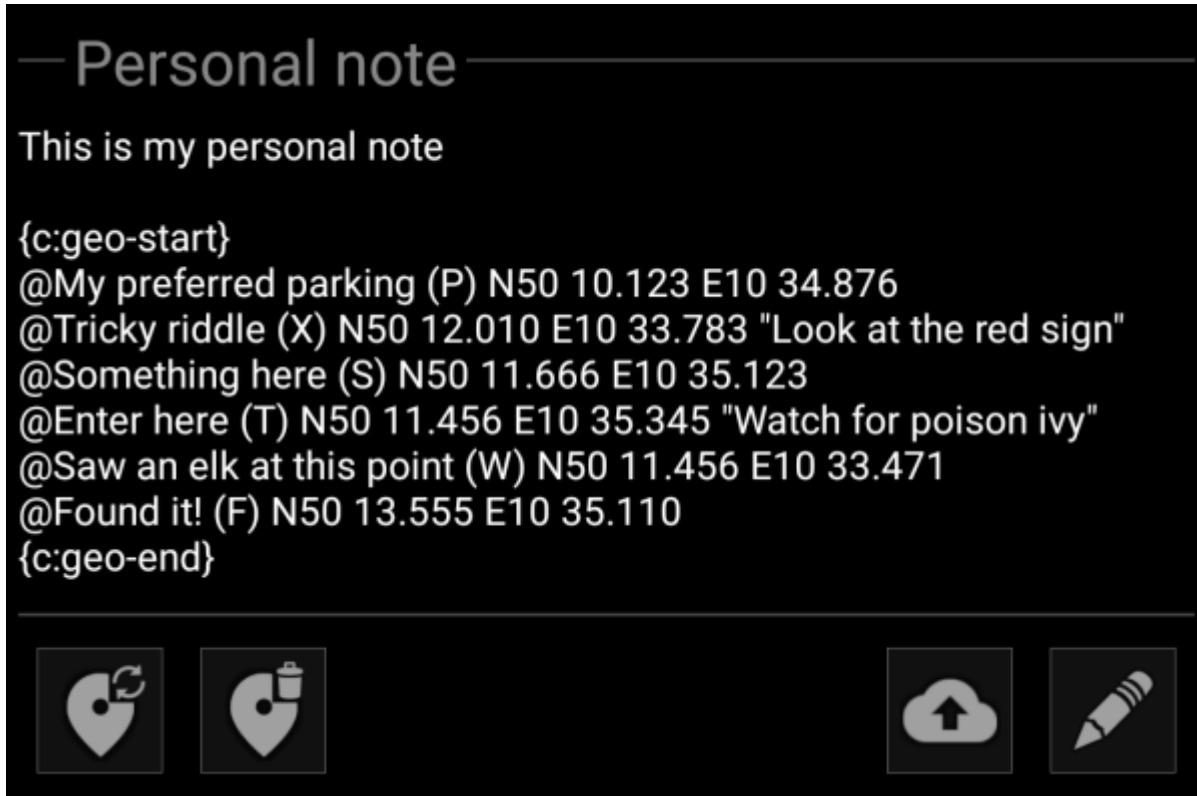 Personal note
This is my personal note
{c:geo-start}
@My preferred parking (P) N50 10.123 E10 34.876
@Tricky riddle (X) N50 12.010 E10 33.783 "Look at the red sign"
@Something here (S) N50 11.666 E10 35.123
@Enter here (T) N50 11.456 E10 35.345 "Watch for poison ivy"
@Saw an elk at this point (W) N50 11.456 E10 33.471
@Found it! (F) N50 13.555 E10 35.110
{c:geo-end}